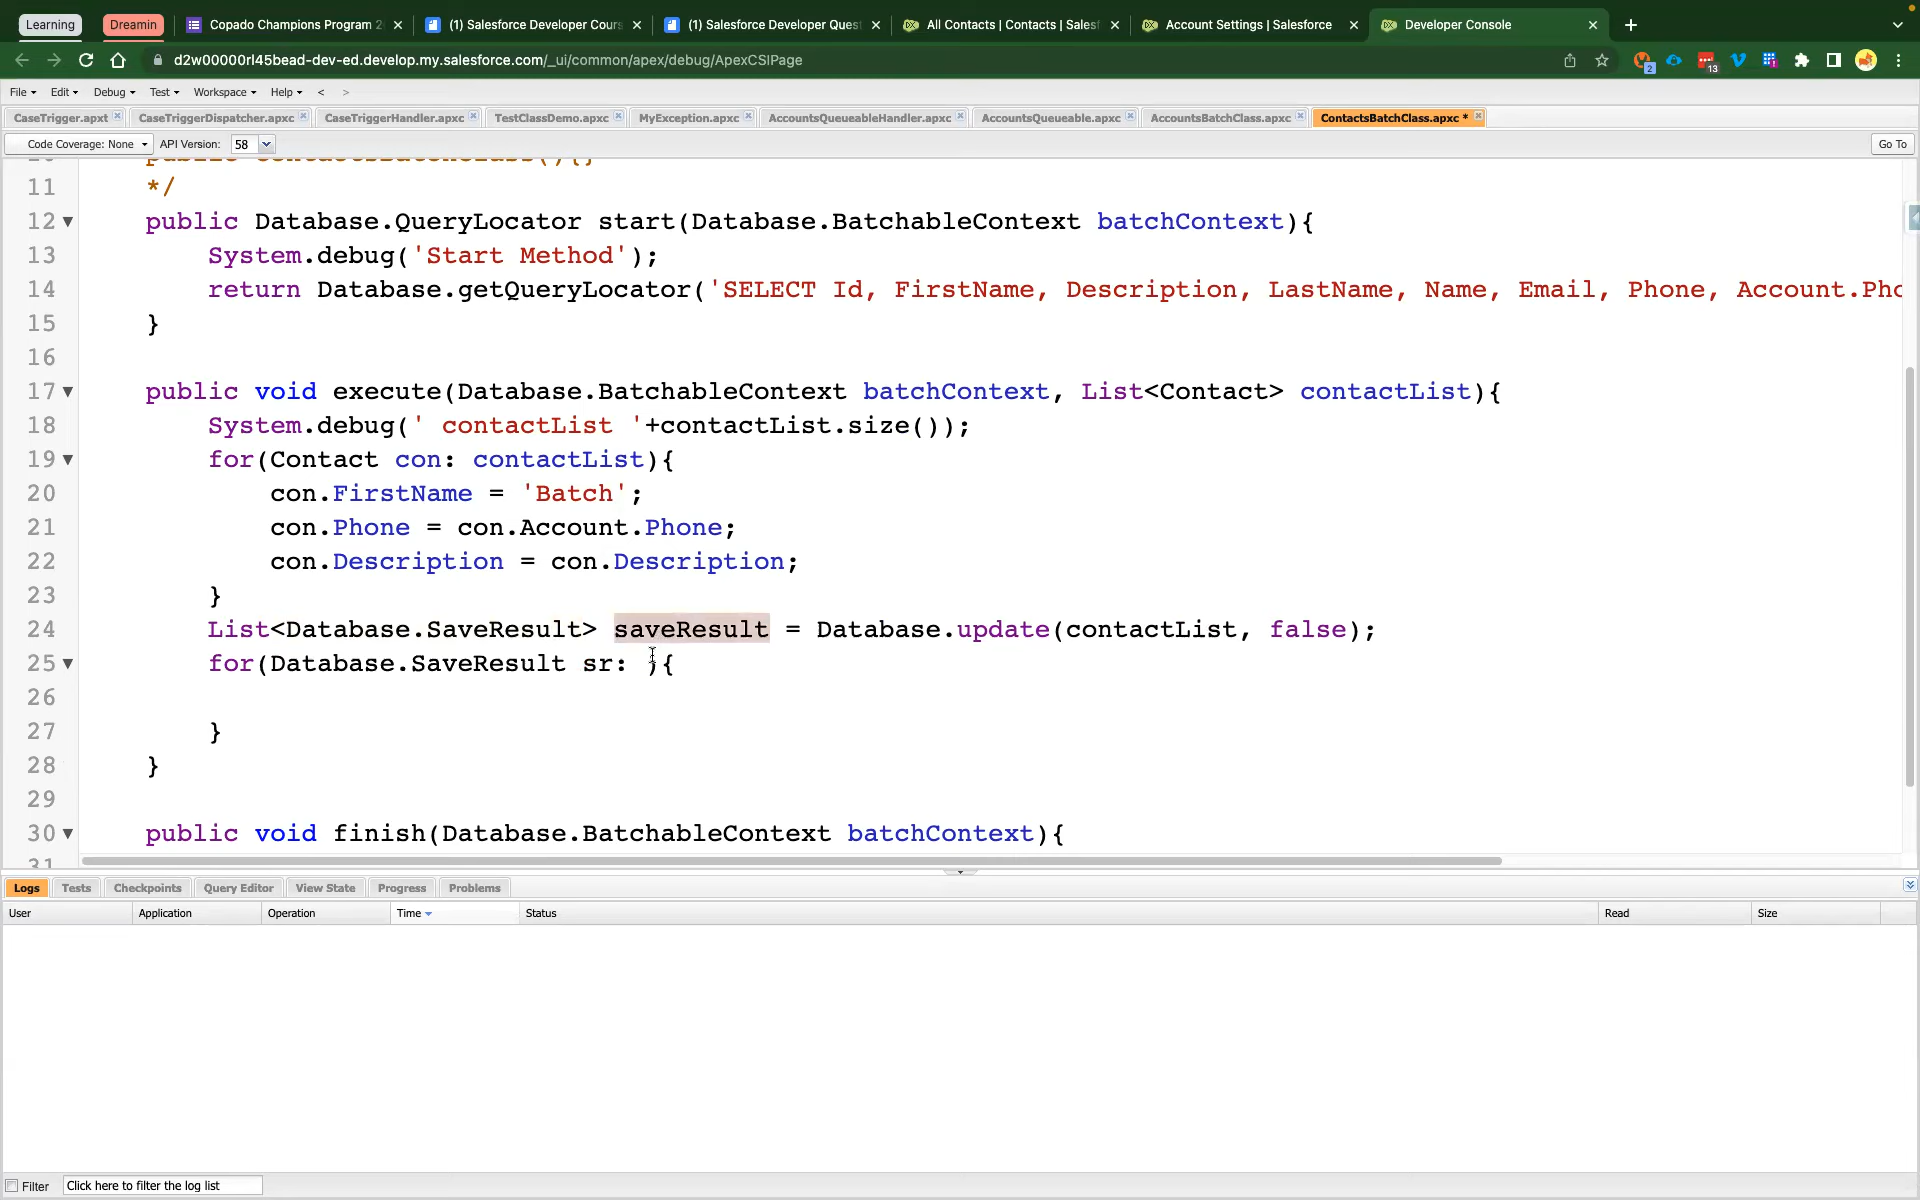 Learning
Dreamin
Copado Champions Program 2
(1) Salesforce Developer Cours
(1) Salesforce Developer Quest
All Contacts | Contacts | Salesf
Account Settings | Salesforce
Developer Console
d2w00000rl45bead-dev-ed.develop.my.salesforce.com/_ui/common/apex/debug/ApexCSIPage
2
13
File
Edit
Debug
Test
Workspace
Help
<
>
CaseTrigger.apxt
CaseTriggerDispatcher.apxc
CaseTriggerHandler.apxc
TestClassDemo.apxc
MyException.apxc
AccountsQueueableHandler.apxc
AccountsQueueable.apxc
AccountsBatchClass.apxc
ContactsBatchClass.apxc *
Code Coverage: None
API Version:
58
Go To
10 public ContactsBatchClass(){}
11 */
12 public Database.QueryLocator start(Database.BatchableContext batchContext){
13 System.debug('Start Method');
14 return Database.getQueryLocator('SELECT Id, FirstName, Description, LastName, Name, Email, Phone, Account.Pho
15 }
16
17 public void execute(Database.BatchableContext batchContext, List<Contact> contactList){
18 System.debug(' contactList '+contactList.size());
19 for(Contact con: contactList){
20 con.FirstName = 'Batch';
21 con.Phone = con.Account.Phone;
22 con.Description = con.Description;
23 }
24 List<Database.SaveResult> saveResult = Database.update(contactList, false);
25 for(Database.SaveResult sr: ){
26
27 }
28 }
29
30 public void finish(Database.BatchableContext batchContext){
31
Logs
Tests
Checkpoints
Query Editor
View State
Progress
Problems
User
Application
Operation
Time
Status
Read
Size
Filter
Click here to filter the log list